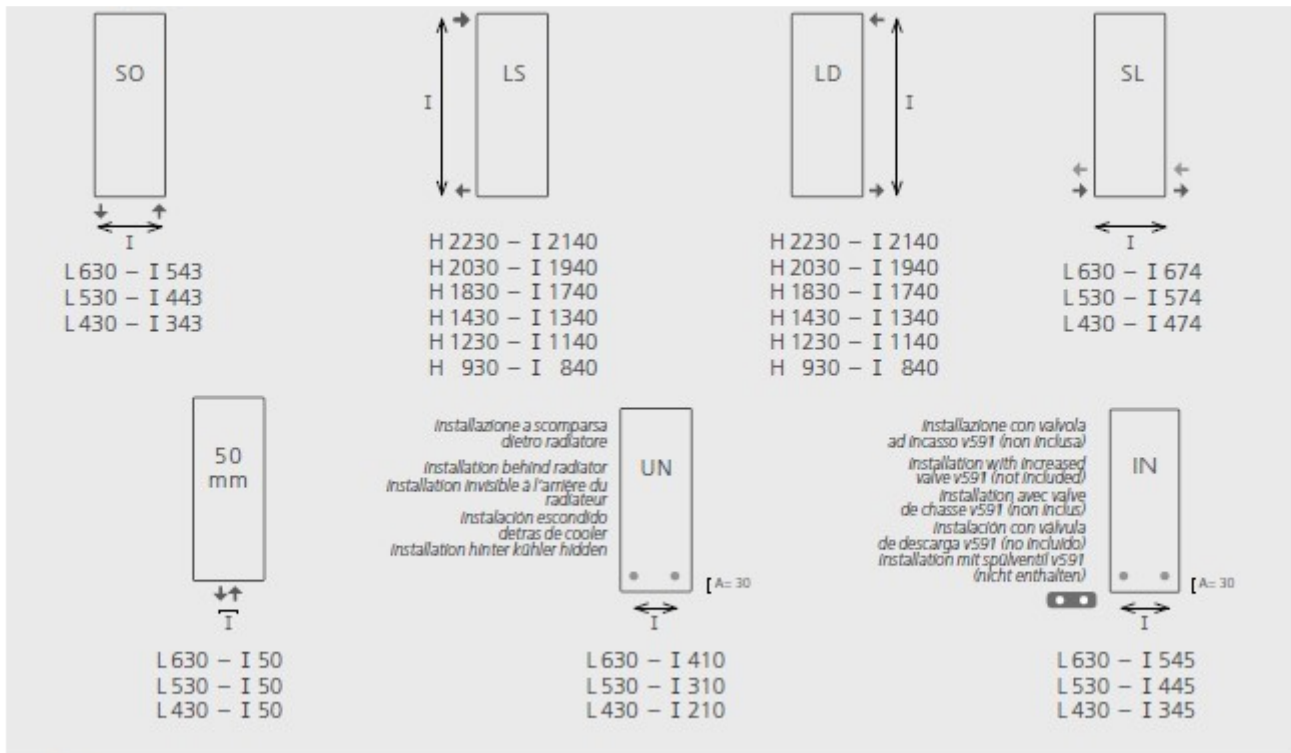 SO
I
L 630 – I 543
L 530 – I 443
L 430 – I 343
LS
I
H 2230 – I 2140
H 2030 – I 1940
H 1830 – I 1740
H 1430 – I 1340
H 1230 – I 1140
H 930 – I 840
LD
I
H 2230 – I 2140
H 2030 – I 1940
H 1830 – I 1740
H 1430 – I 1340
H 1230 – I 1140
H 930 – I 840
SL
I
L 630 – I 674
L 530 – I 574
L 430 – I 474
50
mm
I
L 630 – I 50
L 530 – I 50
L 430 – I 50
Installazione a scomparsa
dietro radiatore
Installation behind radiator
Installation invisible à l'arrière du
radiateur
Instalación escondido
detras de cooler
Installation hinter kühler hidden
UN
A= 30
I
L 630 – I 410
L 530 – I 310
L 430 – I 210
Installazione con valvola
ad incasso v591 (non inclusa)
Installation with increased
valve v591 (not included)
Installation avec valve
de chasse v591 (non inclus)
Instalación con válvula
de descarga v591 (no incluido)
Installation mit spülventil v591
(nicht enthalten)
IN
A= 30
I
L 630 – I 545
L 530 – I 445
L 430 – I 345